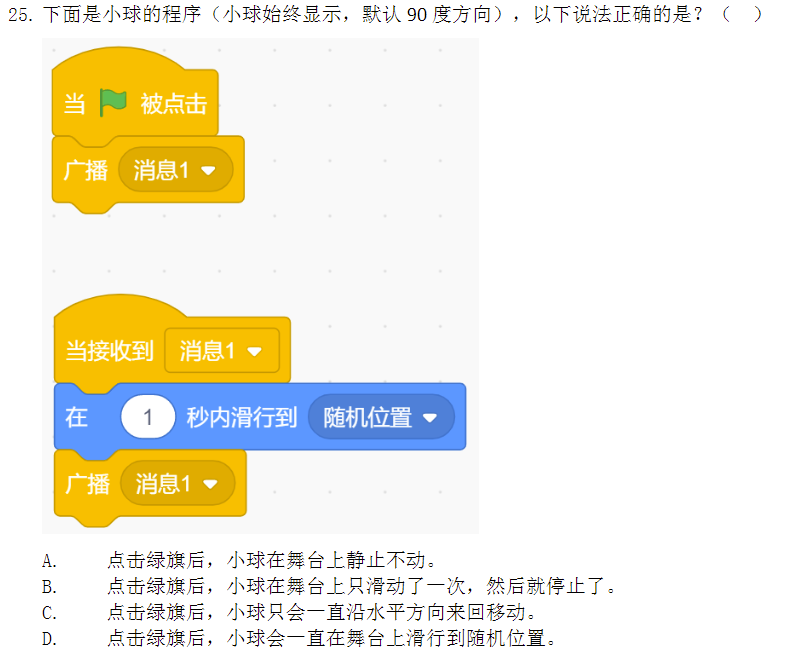 25. 下面是小球的程序（小球始终显示，默认 90 度方向），以下说法正确的是？（ ）
当 被点击
广播 消息1
当接收到 消息1
在 1 秒内滑行到 随机位置
广播 消息1
A. 点击绿旗后，小球在舞台上静止不动。
B. 点击绿旗后，小球在舞台上只滑动了一次，然后就停止了。
C. 点击绿旗后，小球只会一直沿水平方向来回移动。
D. 点击绿旗后，小球会一直在舞台上滑行到随机位置。